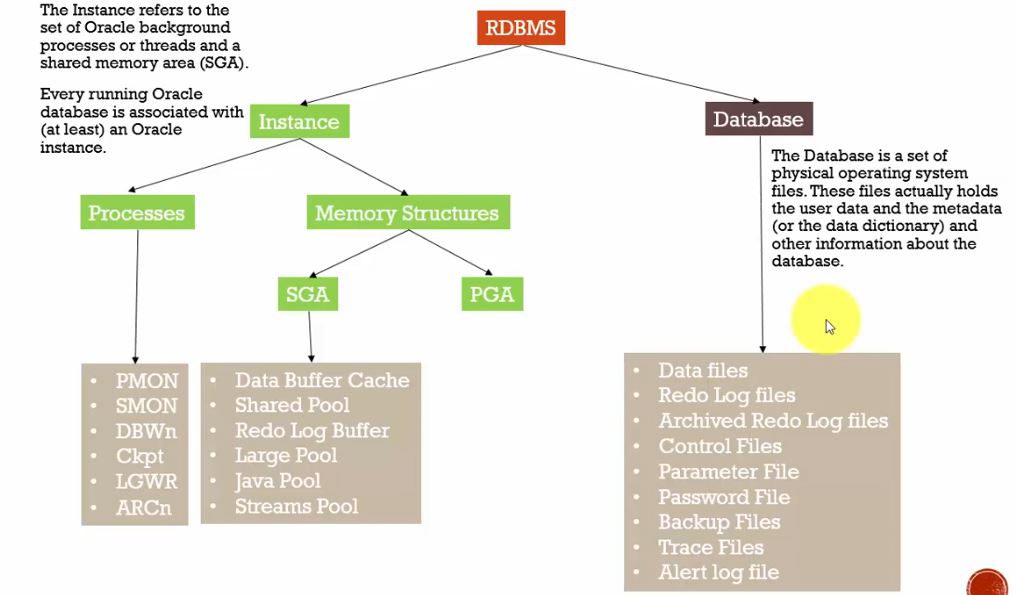 The Instance refers to the
set of Oracle background
processes or threads and a
shared memory area (SGA).
Every running Oracle
database is associated with
(at least) an Oracle
instance.
RDBMS
Instance
Database
The Database is a set of
physical operating system
files. These files actually holds
the user data and the metadata
(or the data dictionary) and
other information about the
database.
Processes
Memory Structures
SGA
PGA
• PMON
• SMON
• DBWn
• Ckpt
• LGWR
• ARCn
• Data Buffer Cache
• Shared Pool
• Redo Log Buffer
• Large Pool
• Java Pool
• Streams Pool
• Data files
• Redo Log files
• Archived Redo Log files
• Control Files
• Parameter File
• Password File
• Backup Files
• Trace Files
• Alert log file